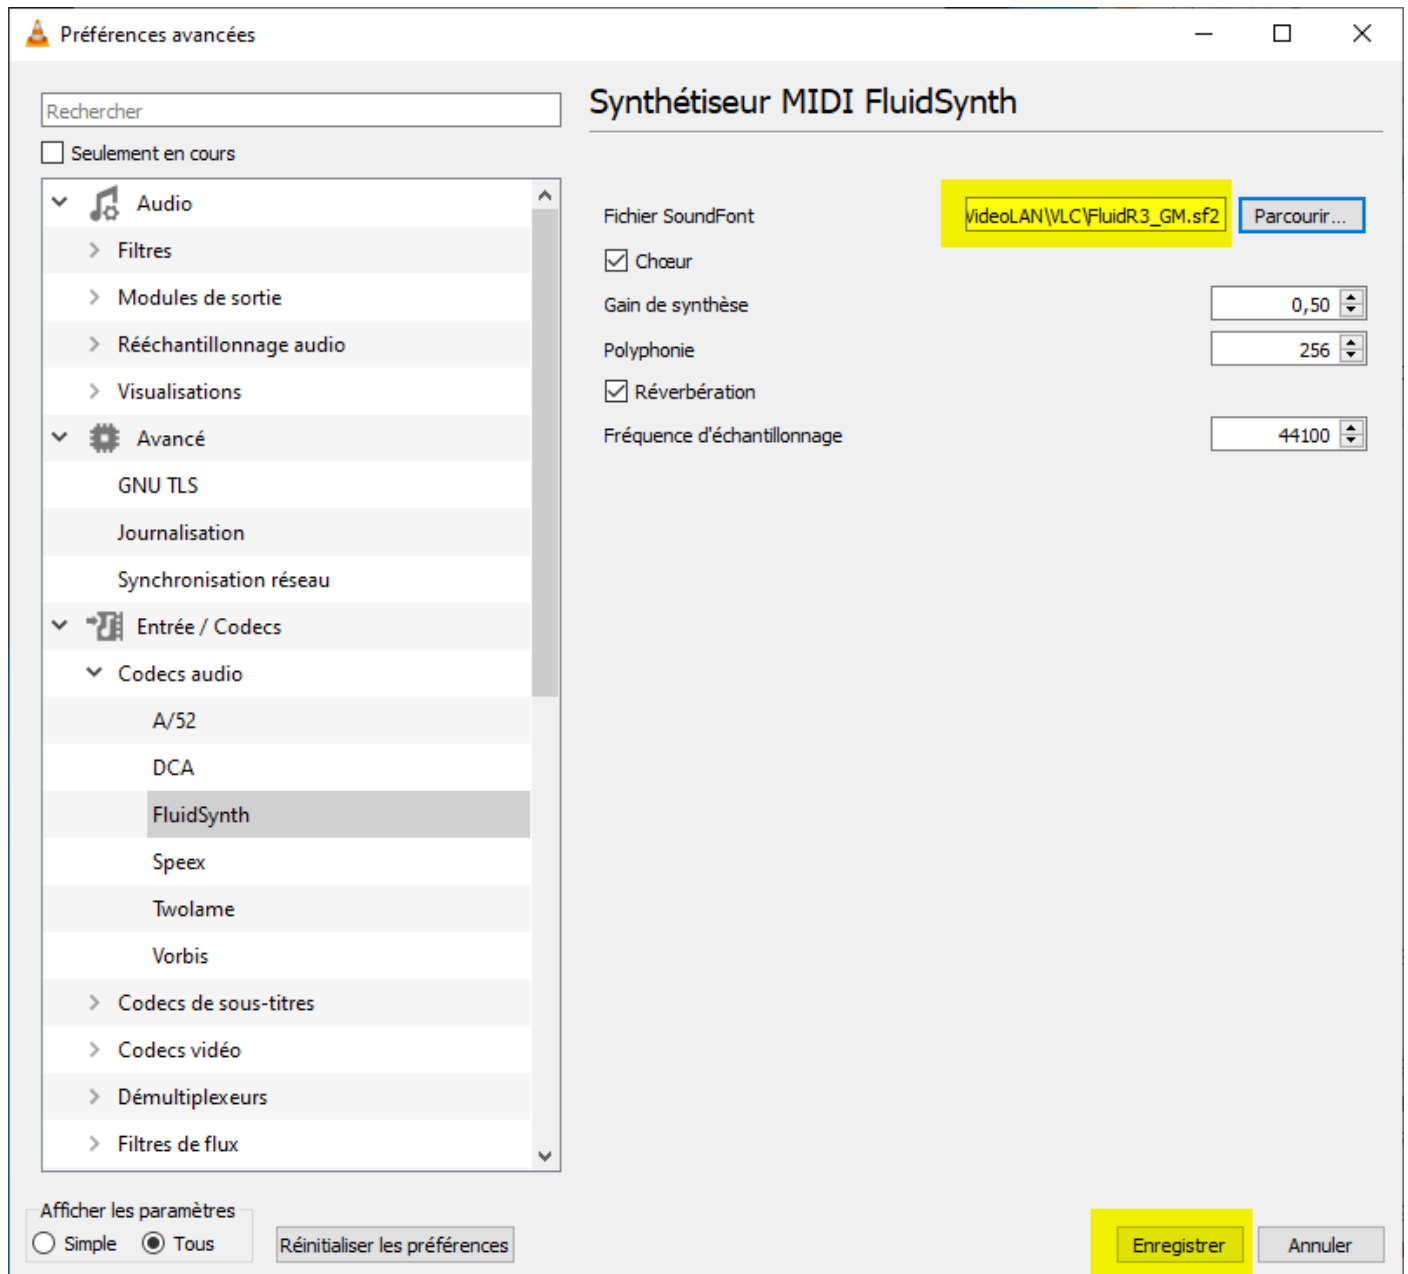 Préférences avancées
Rechercher
Seulement en cours
Audio
Filtres
Modules de sortie
Rééchantillonnage audio
Visualisations
Avancé
GNU TLS
Journalisation
Synchronisation réseau
Entrée / Codecs
Codecs audio
A/52
DCA
FluidSynth
Speex
Twolame
Vorbis
Codecs de sous-titres
Codecs vidéo
Démultiplexeurs
Filtres de flux
Synthétiseur MIDI FluidSynth
Fichier SoundFont VideoLAN\VLC\FluidR3_GM.sf2 Parcourir...
Chœur
Gain de synthèse 0,50
Polyphonie 256
Réverbération
Fréquence d'échantillonnage 44100
Afficher les paramètres
Simple Tous Réinitialiser les préférences Enregistrer Annuler